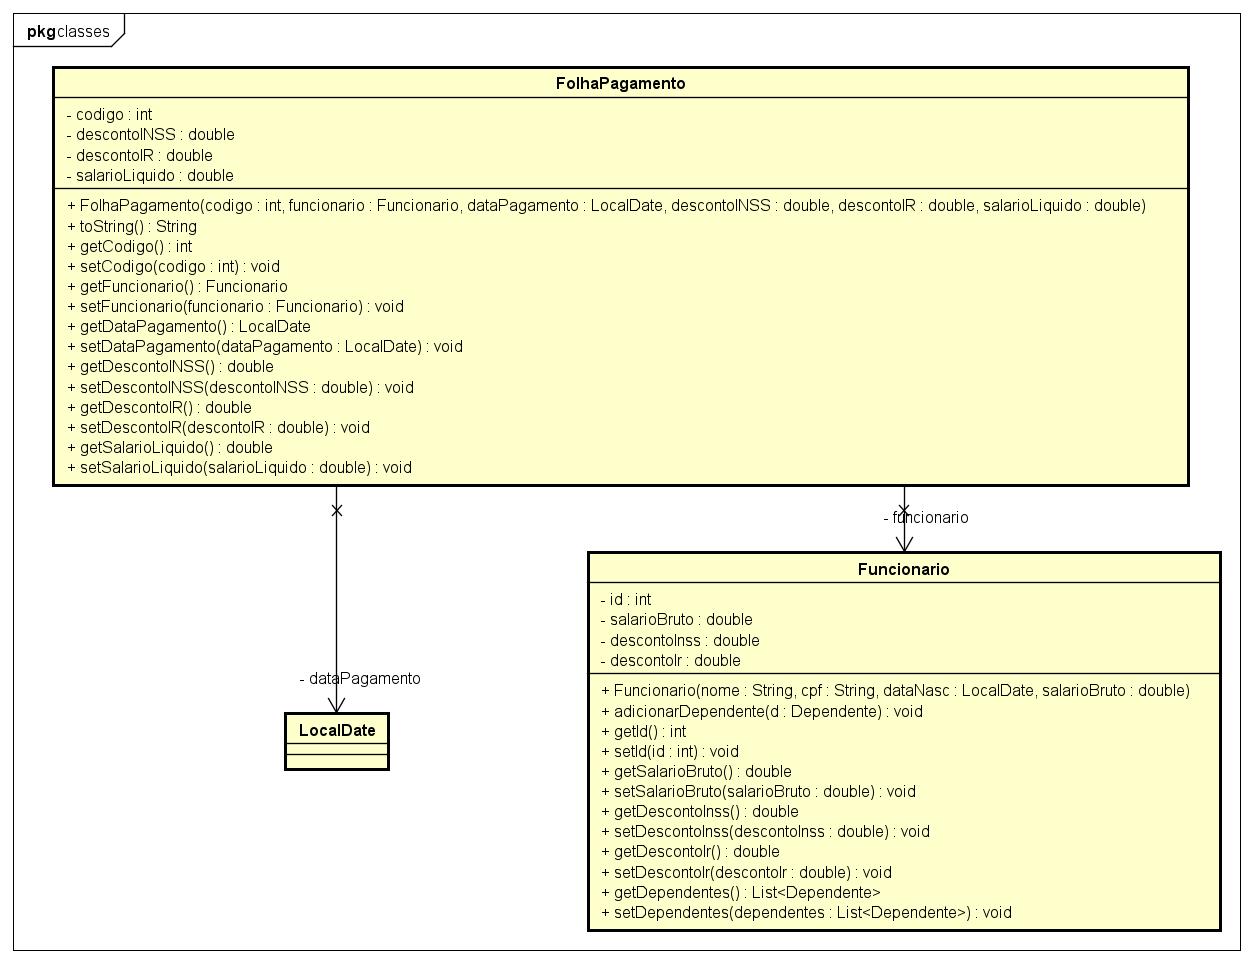 pkg classes
FolhaPagamento
- codigo : int
- descontoINSS : double
- descontoIR : double
- salarioLiquido : double
+ FolhaPagamento(codigo : int, funcionario : Funcionario, dataPagamento : LocalDate, descontoINSS : double, descontoIR : double, salarioLiquido : double)
+ toString() : String
+ getCodigo() : int
+ setCodigo(codigo : int) : void
+ getFuncionario() : Funcionario
+ setFuncionario(funcionario : Funcionario) : void
+ getDataPagamento() : LocalDate
+ setDataPagamento(dataPagamento : LocalDate) : void
+ getDescontoINSS() : double
+ setDescontoINSS(descontoINSS : double) : void
+ getDescontoIR() : double
+ setDescontoIR(descontoIR : double) : void
+ getSalarioLiquido() : double
+ setSalarioLiquido(salarioLiquido : double) : void
- funcionario
- dataPagamento
LocalDate
Funcionario
- id : int
- salarioBruto : double
- descontoInss : double
- descontoIr : double
+ Funcionario(nome : String, cpf : String, dataNasc : LocalDate, salarioBruto : double)
+ adicionarDependente(d : Dependente) : void
+ getId() : int
+ setId(id : int) : void
+ getSalarioBruto() : double
+ setSalarioBruto(salarioBruto : double) : void
+ getDescontoInss() : double
+ setDescontoInss(descontoInss : double) : void
+ getDescontoIr() : double
+ setDescontoIr(descontoIr : double) : void
+ getDependentes() : List<Dependente>
+ setDependentes(dependentes : List<Dependente>) : void